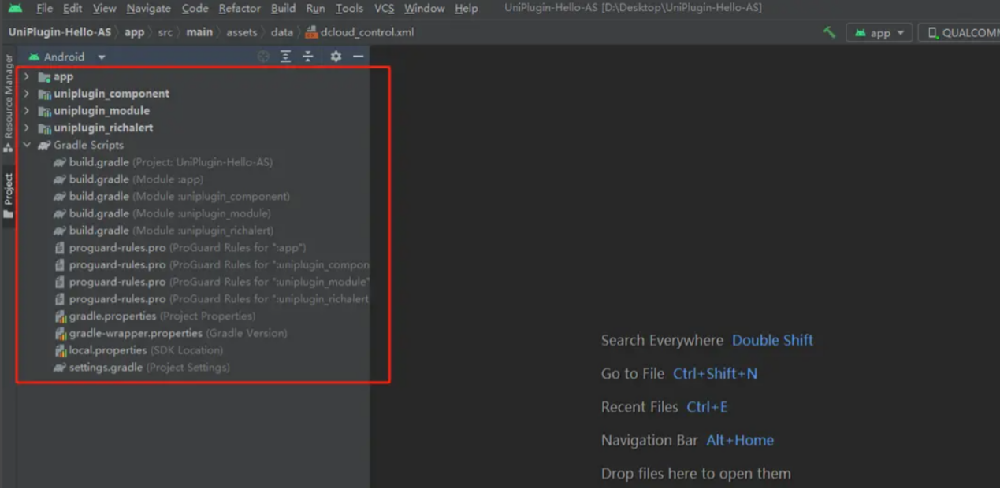 File Edit View Navigate Code Refactor Build Run Tools VCS Window Help UniPlugin-Hello-AS [D:\Desktop\UniPlugin-Hello-AS]
UniPlugin-Hello-AS app src main assets data dcloud_control.xml app QUALCOMM
Resource Manager
Project
Android
app
uniplugin_component
uniplugin_module
uniplugin_richalert
Gradle Scripts
build.gradle (Project: UniPlugin-Hello-AS)
build.gradle (Module :app)
build.gradle (Module :uniplugin_component)
build.gradle (Module :uniplugin_module)
build.gradle (Module :uniplugin_richalert)
proguard-rules.pro (ProGuard Rules for ":app")
proguard-rules.pro (ProGuard Rules for ":uniplugin_compon
proguard-rules.pro (ProGuard Rules for ":uniplugin_module"
proguard-rules.pro (ProGuard Rules for ":uniplugin_richalert
gradle.properties (Project Properties)
gradle-wrapper.properties (Gradle Version)
local.properties (SDK Location)
settings.gradle (Project Settings)
Search Everywhere Double Shift
Go to File Ctrl+Shift+N
Recent Files Ctrl+E
Navigation Bar Alt+Home
Drop files here to open them